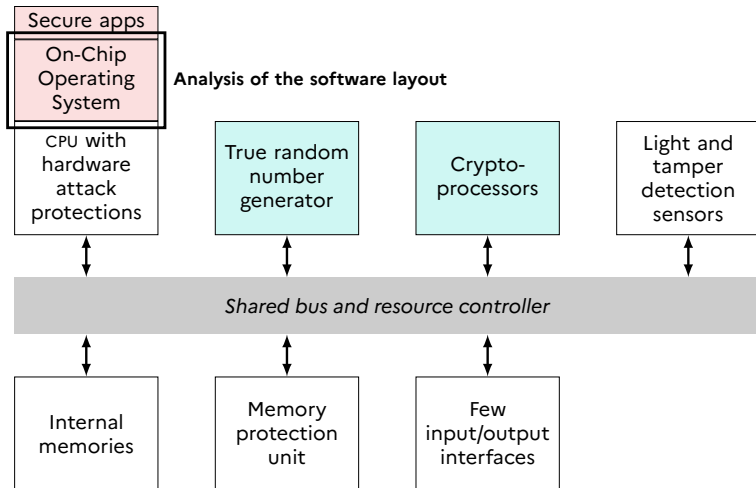 Secure apps
On-Chip
Operating
System
Analysis of the software layout
CPU with
hardware
attack
protections
True random
number
generator
Crypto-
processors
Light and
tamper
detection
sensors
Shared bus and resource controller
Internal
memories
Memory
protection
unit
Few
input/output
interfaces